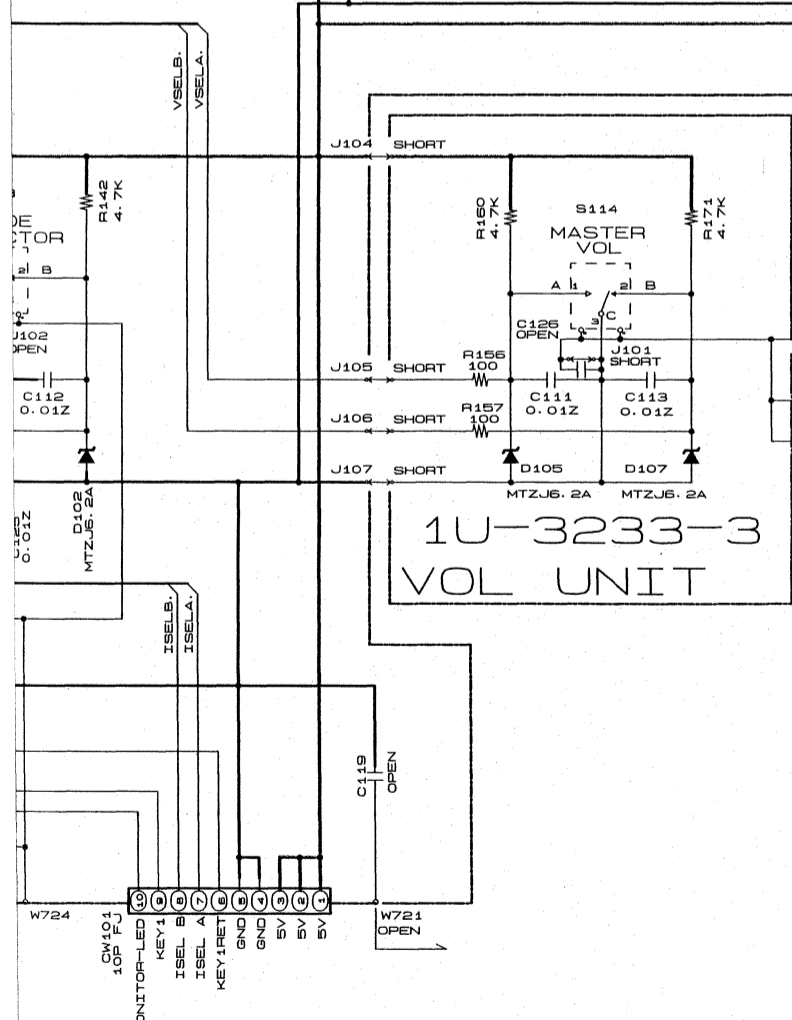 VSELB.
VSELA.
J104 SHORT
R142
4.7K
R160
4.7K
S114
MASTER
VOL
R171
4.7K
DE
CTOR
2 B
A 1 2 B
3 C
C126
OPEN
J102
OPEN
J101
SHORT
J105 SHORT
R156
100
C112
0.01Z
C111
0.01Z
C113
0.01Z
J106 SHORT
R157
100
J107 SHORT
D105
MTZJ6.2A
D107
MTZJ6.2A
C125
0.01Z
D102
MTZJ6.2A
1U-3233-3
VOL UNIT
ISELB.
ISELA.
C119
OPEN
W724
CW101
10P FJ
10 9 8 7 6 5 4 3 2 1
W721
OPEN
ONITOR-LED
KEY1
ISEL B
ISEL A
KEY1RET
GND
GND
5V
5V
5V